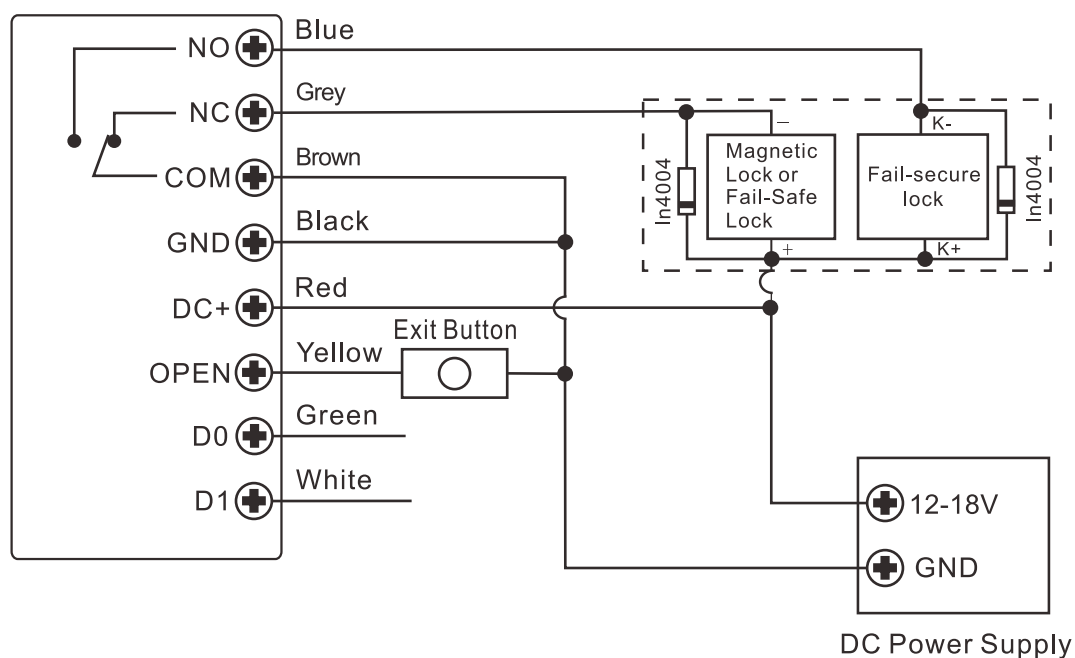 NO
Blue
NC
Grey
COM
Brown
GND
Black
DC+
Red
OPEN
Yellow
Exit Button
D0
Green
D1
White
In4004
–
Magnetic
Lock or
Fail-Safe
Lock
+
K-
Fail-secure
lock
K+
In4004
12-18V
GND
DC Power Supply